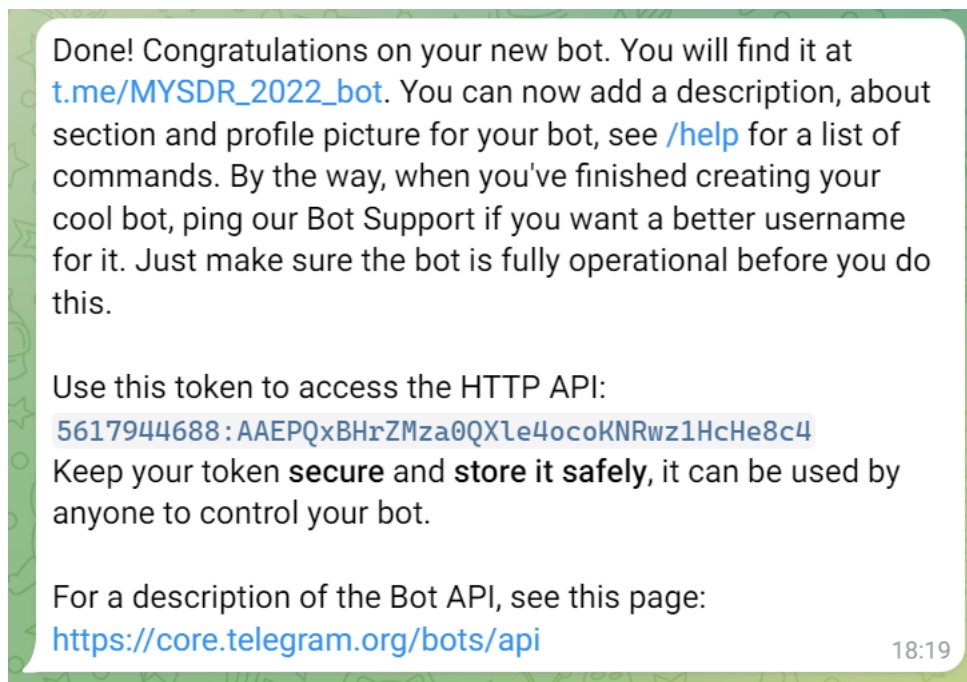 Done! Congratulations on your new bot. You will find it at
t.me/MYSDR_2022_bot. You can now add a description, about
section and profile picture for your bot, see /help for a list of
commands. By the way, when you've finished creating your
cool bot, ping our Bot Support if you want a better username
for it. Just make sure the bot is fully operational before you do
this.
Use this token to access the HTTP API:
5617944688:AAEPQxBHrZMza0QXle4ocoKNRwz1HcHe8c4
Keep your token secure and store it safely, it can be used by
anyone to control your bot.
For a description of the Bot API, see this page:
https://core.telegram.org/bots/api
18:19